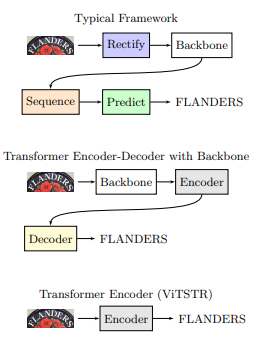 Typical Framework
FLANDERS Rectify Backbone
Sequence Predict FLANDERS
Transformer Encoder-Decoder with Backbone
FLANDERS Backbone Encoder
Decoder FLANDERS
Transformer Encoder (ViTSTR)
FLANDERS Encoder FLANDERS